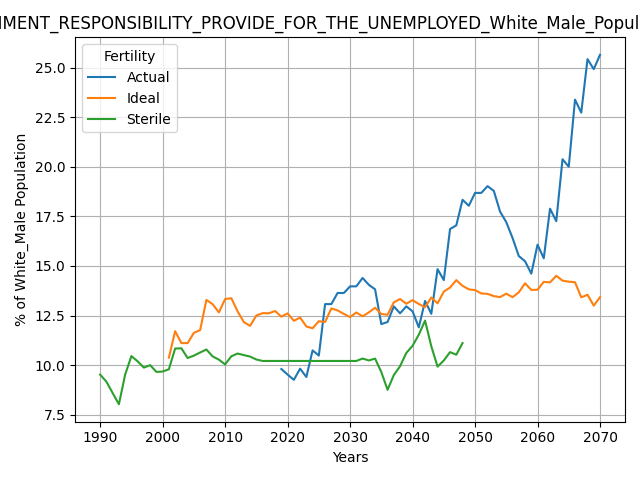 NMENT_RESPONSIBILITY_PROVIDE_FOR_THE_UNEMPLOYED_White_Male_Popul
Fertility
Actual
Ideal
Sterile
% of White_Male Population
25.0
22.5
20.0
17.5
15.0
12.5
10.0
7.5
1990 2000 2010 2020 2030 2040 2050 2060 2070
Years